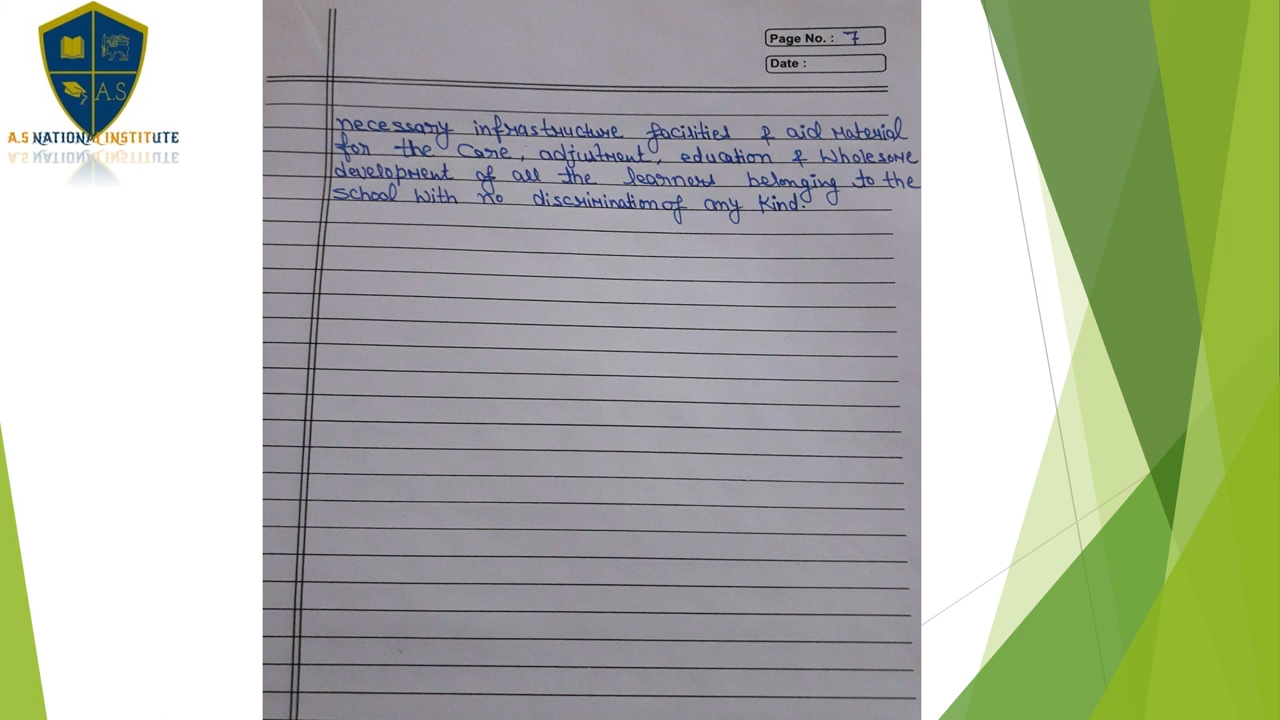 A.S
A.S NATIONAL INSTITUTE
Page No. : 7
Date :
necessary infrastructure facilities & aid material
for the care, adjustment, education & wholesome
development of all the learners belonging to the
school with no discrimination of any kind.